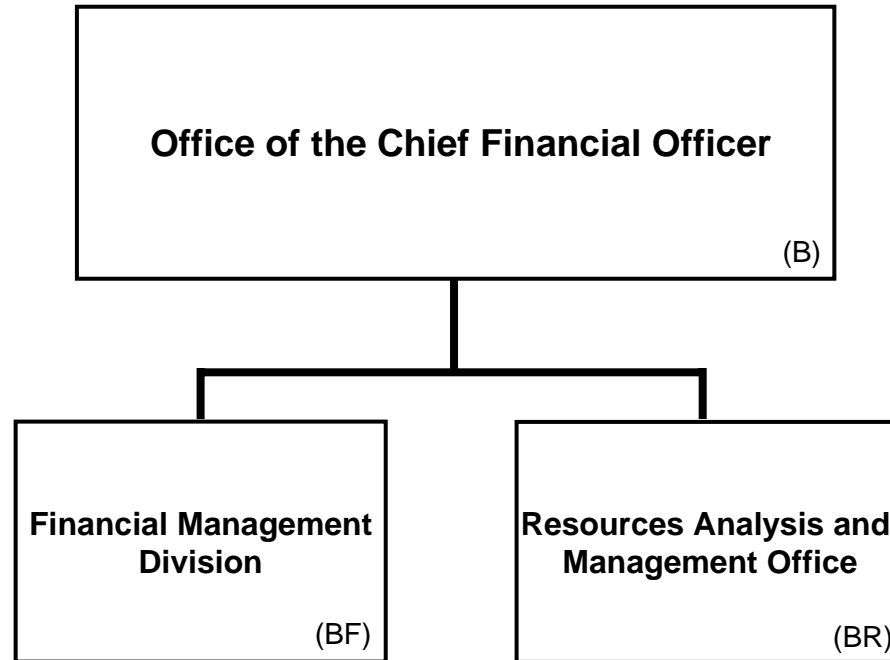 Office of the Chief Financial Officer
(B)
Financial Management
Division
(BF)
Resources Analysis and
Management Office
(BR)